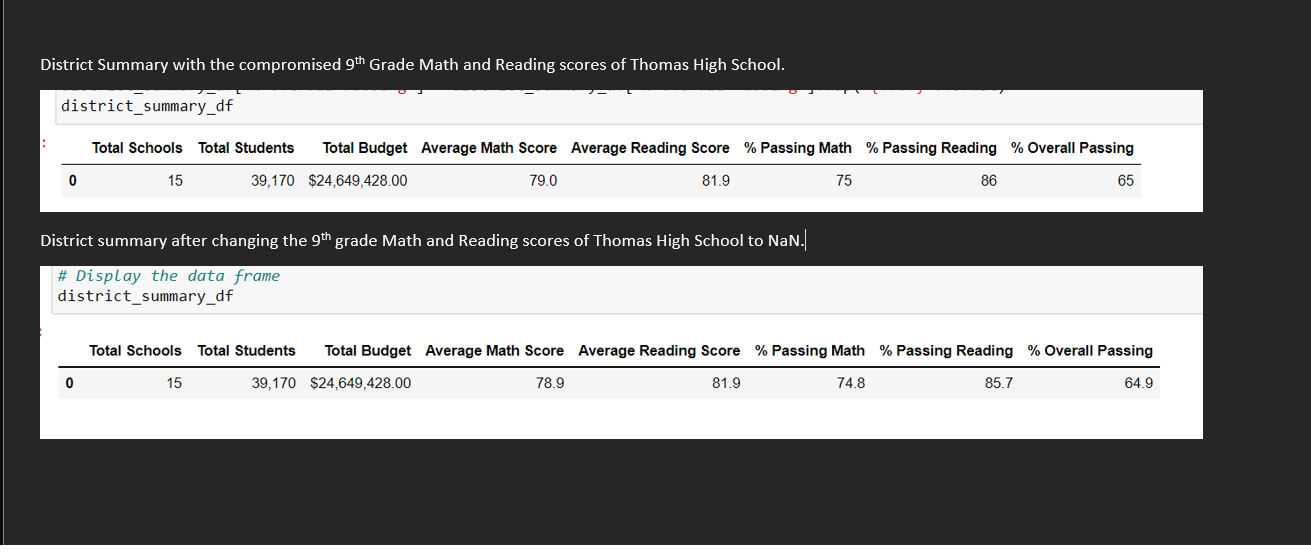 District Summary with the compromised 9th Grade Math and Reading scores of Thomas High School.
district_summary_df
:
Total Schools Total Students Total Budget Average Math Score Average Reading Score % Passing Math % Passing Reading % Overall Passing
0 15 39,170 $24,649,428.00 79.0 81.9 75 86 65
District summary after changing the 9th grade Math and Reading scores of Thomas High School to NaN.
# Display the data frame
district_summary_df
Total Schools Total Students Total Budget Average Math Score Average Reading Score % Passing Math % Passing Reading % Overall Passing
0 15 39,170 $24,649,428.00 78.9 81.9 74.8 85.7 64.9